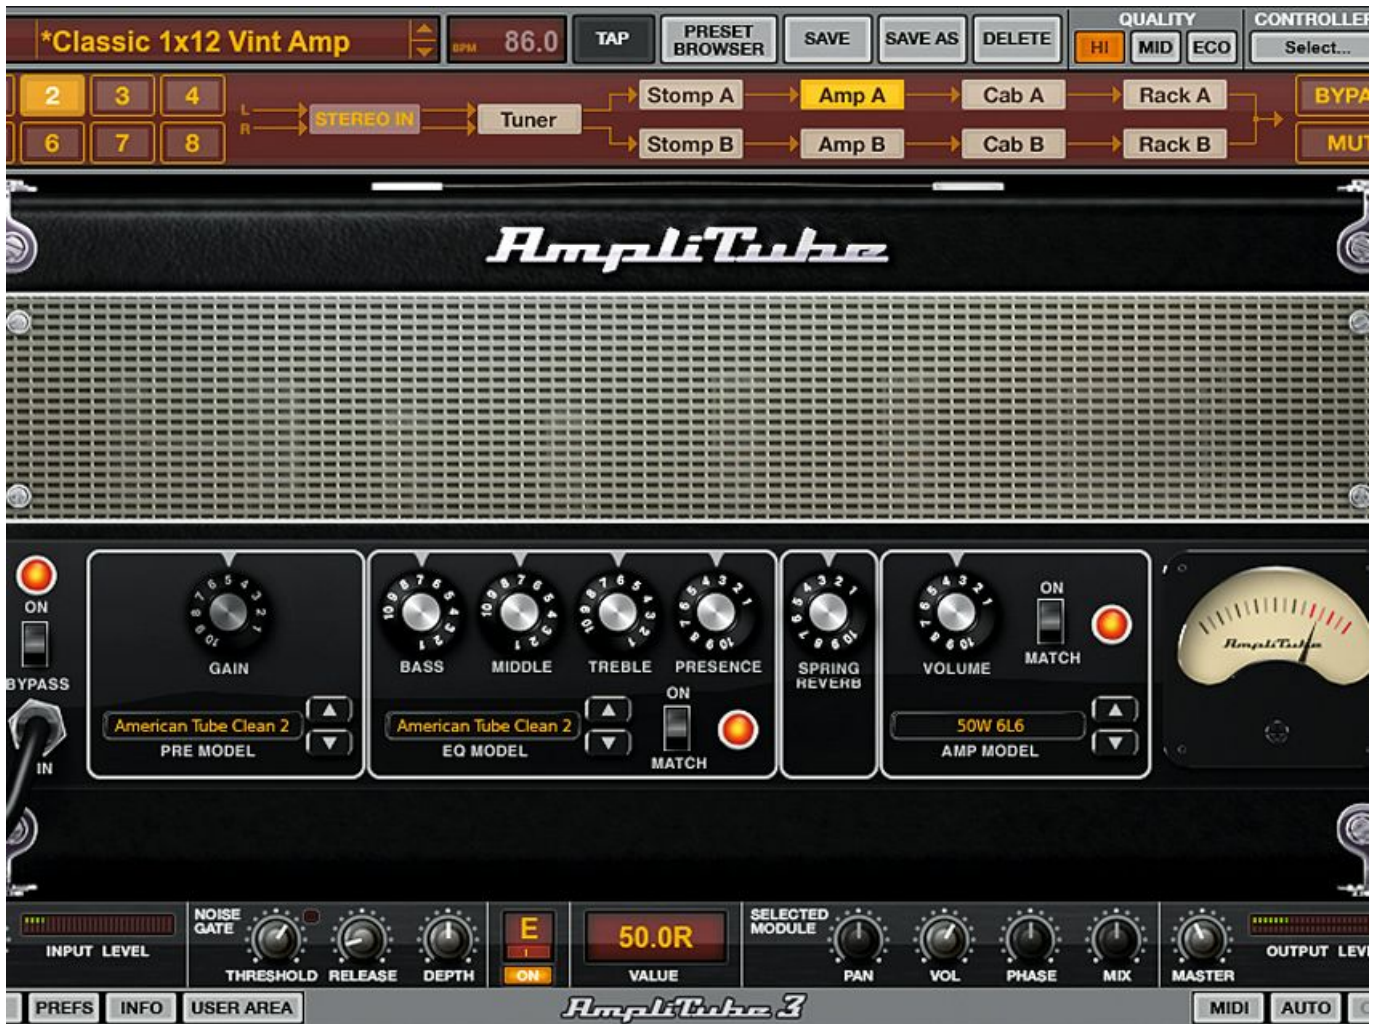 *Classic 1x12 Vint Amp
BPM 86.0
TAP
PRESET
BROWSER
SAVE
SAVE AS
DELETE
QUALITY
HI MID ECO
CONTROLLER
Select...
2 3 4
6 7 8
L
R
STEREO IN
Tuner
Stomp A Amp A Cab A Rack A
Stomp B Amp B Cab B Rack B
BYPA
MUT
AmpliTube
ON
BYPASS
IN
GAIN
American Tube Clean 2
PRE MODEL
BASS MIDDLE TREBLE PRESENCE
American Tube Clean 2
EQ MODEL
ON
MATCH
SPRING
REVERB
VOLUME
ON
MATCH
50W 6L6
AMP MODEL
AmpliTube
INPUT LEVEL
NOISE
GATE
THRESHOLD RELEASE DEPTH
E
ON
50.0R
VALUE
SELECTED
MODULE
PAN VOL PHASE MIX
MASTER
OUTPUT LEVE
PREFS INFO USER AREA
AmpliTube 3
MIDI AUTO